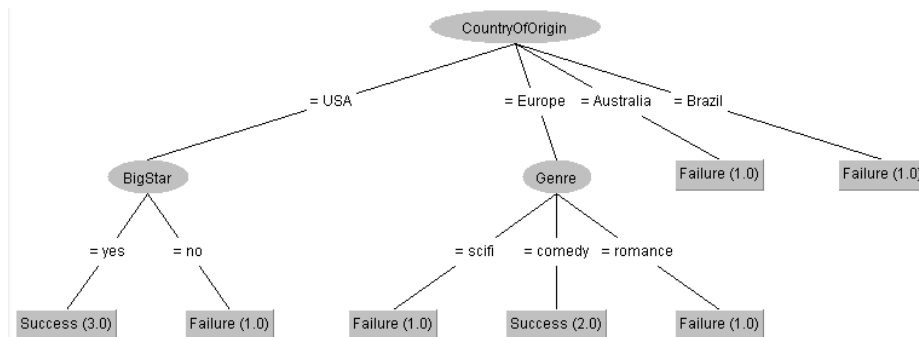 CountryOfOrigin
= USA
= Europe
= Australia
= Brazil
BigStar
Genre
Failure (1.0)
Failure (1.0)
= yes
= no
= scifi
= comedy
= romance
Success (3.0)
Failure (1.0)
Failure (1.0)
Success (2.0)
Failure (1.0)